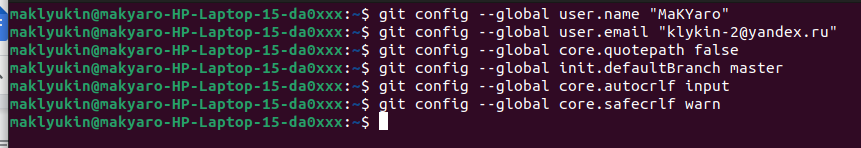 maklyukin@makyaro-HP-Laptop-15-da0xxx:~$ git config --global user.name "MaKYaro"
maklyukin@makyaro-HP-Laptop-15-da0xxx:~$ git config --global user.email "klykin-2@yandex.ru"
maklyukin@makyaro-HP-Laptop-15-da0xxx:~$ git config --global core.quotepath false
maklyukin@makyaro-HP-Laptop-15-da0xxx:~$ git config --global init.defaultBranch master
maklyukin@makyaro-HP-Laptop-15-da0xxx:~$ git config --global core.autocrlf input
maklyukin@makyaro-HP-Laptop-15-da0xxx:~$ git config --global core.safecrlf warn
maklyukin@makyaro-HP-Laptop-15-da0xxx:~$